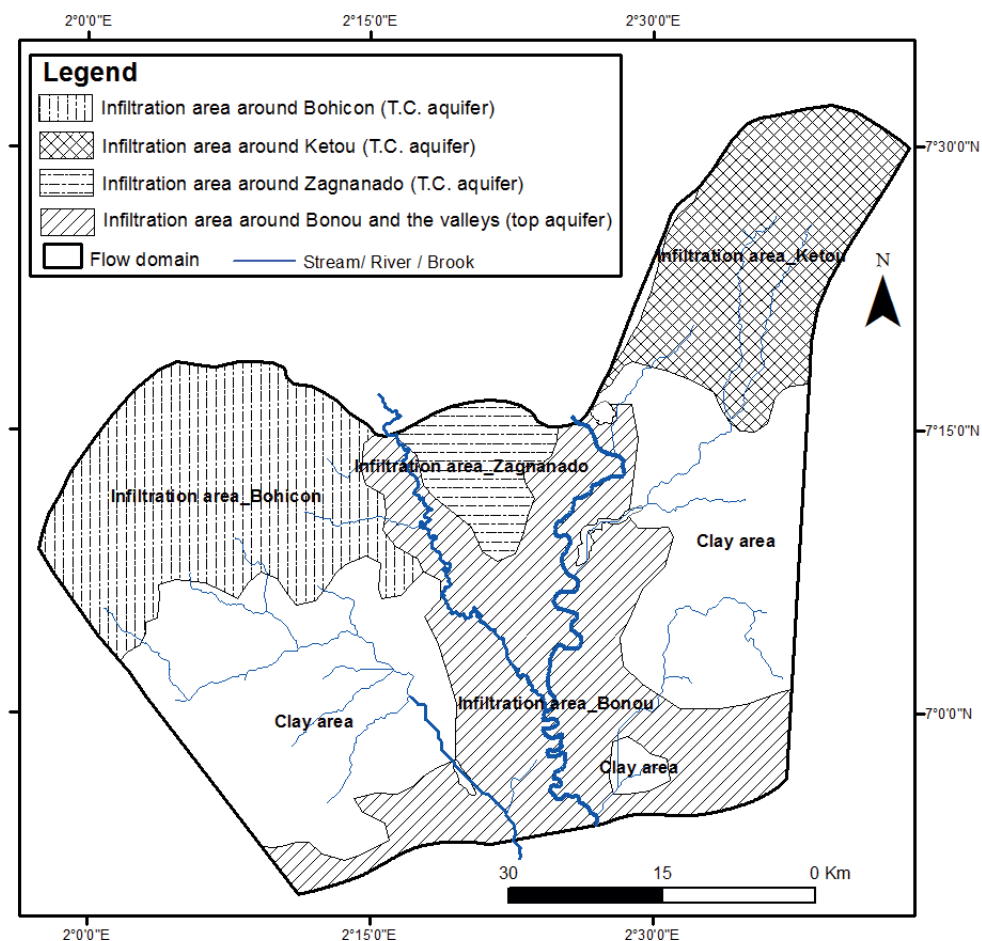 2°0'0"E 2°15'0"E 2°30'0"E
Legend
Infiltration area around Bohicon (T.C. aquifer)
Infiltration area around Ketou (T.C. aquifer)
Infiltration area around Zagnanado (T.C. aquifer)
Infiltration area around Bonou and the valleys (top aquifer)
Flow domain Stream/ River / Brook
7°30'0"N
Infiltration area_Ketou
N
7°15'0"N
Infiltration area_Zagnanado
Infiltration area_Bohicon
Clay area
Infiltration area_Bonou
7°0'0"N
Clay area
Clay area
30 15 0 Km
2°0'0"E 2°15'0"E 2°30'0"E